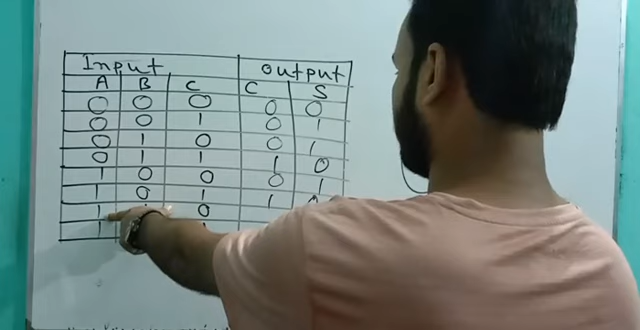 Input output
A B C C S
0 0 0 0 0
0 0 1 0 1
0 1 0 0 1
0 1 1 1 0
1 0 0 0 1
1 0 1 1 0
1 0
1